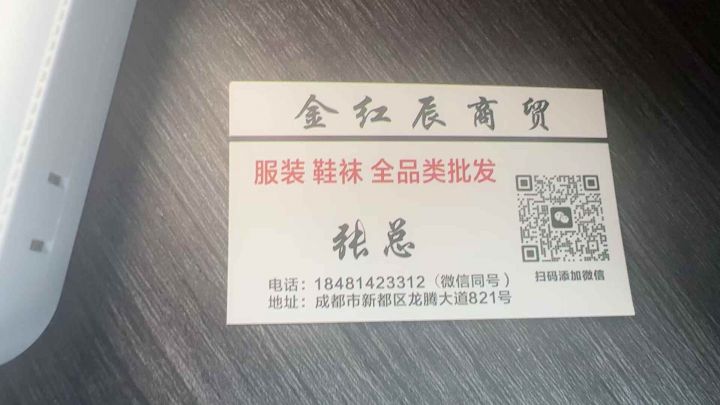 金红辰商贸
服装 鞋袜 全品类批发
张总
扫码添加微信
电话：18481423312（微信同号）
地址：成都市新都区龙腾大道821号